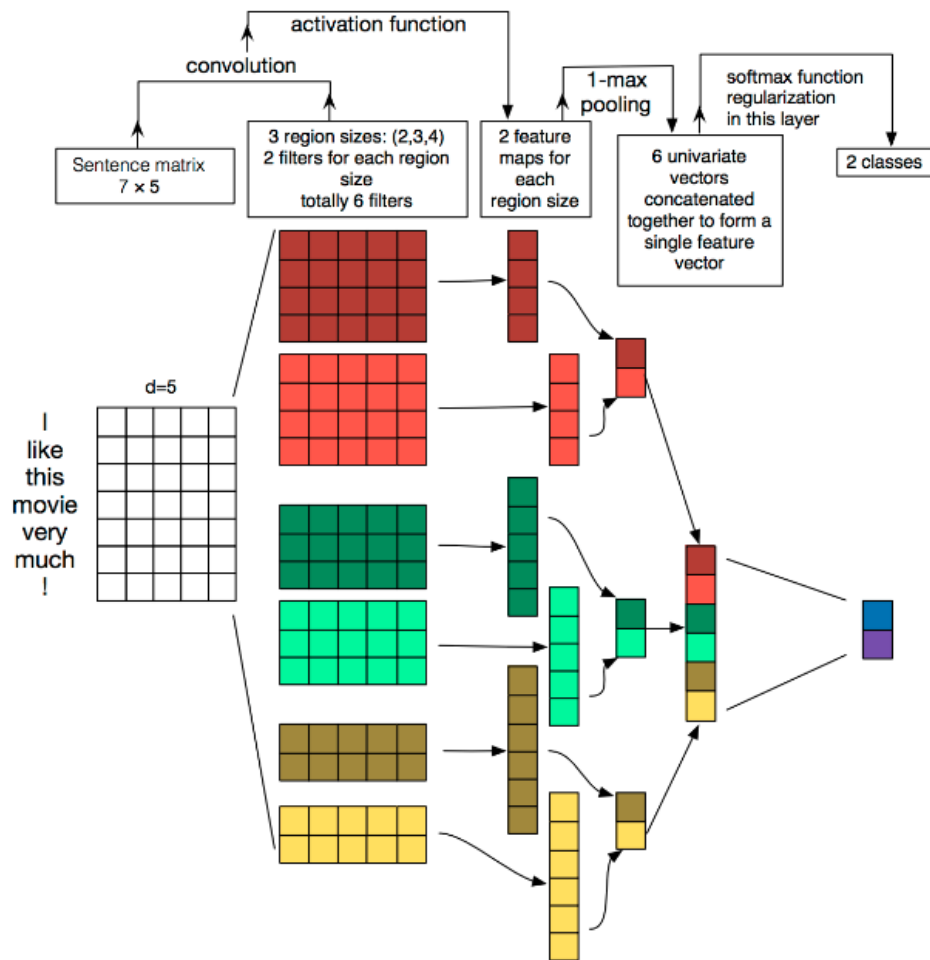 activation function
convolution
1-max
pooling
softmax function
regularization
in this layer
Sentence matrix
7 × 5
3 region sizes: (2,3,4)
2 filters for each region
size
totally 6 filters
2 feature
maps for
each
region size
6 univariate
vectors
concatenated
together to form a
single feature
vector
2 classes
d=5
I
like
this
movie
very
much
!